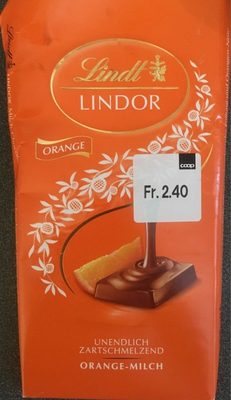 Lindt
LINDOR
ORANGE
coop
Fr. 2.40
UNENDLICH
ZARTSCHMELZEND
ORANGE-MILCH